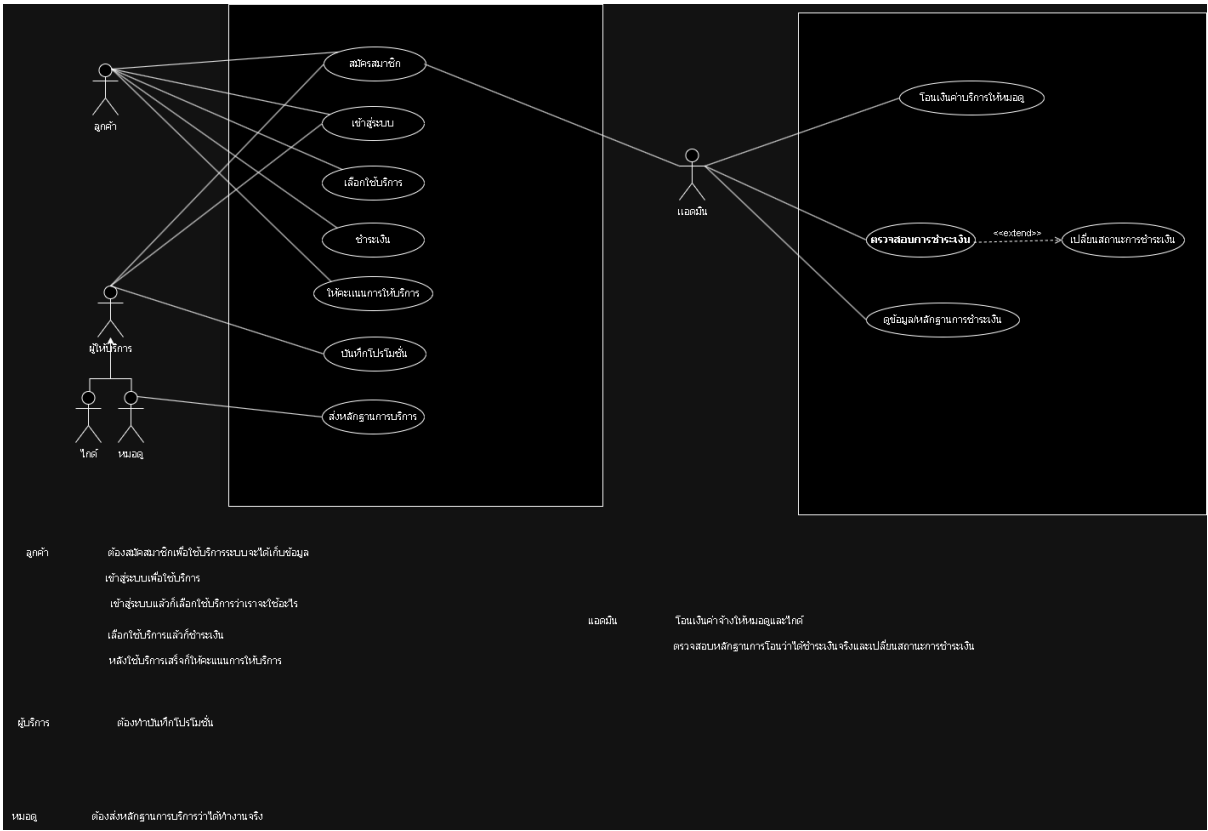 สมัครสมาชิก
ลูกค้า
เข้าสู่ระบบ
เลือกใช้บริการ
ชำระเงิน
ให้คะแนนการให้บริการ
ผู้ให้บริการ
บันทึกโปรโมชั่น
ส่งหลักฐานการบริการ
ไกด์
หมอดู
แอดมิน
โอนเงินค่าบริการให้หมอดู
ตรวจสอบการชำระเงิน
<<extend>>
เปลี่ยนสถานะการชำระเงิน
ดูข้อมูล/หลักฐานการชำระเงิน
ลูกค้า ต้องสมัคสมาชิกเพื่อใช้บริการระบบจะได้เก็บข้อมูล
เข้าสู่ระบบเพื่อใช้บริการ
เข้าสู่ระบบแล้วก็เลือกใช้บริการว่าเราจะใช้อะไร
เลือกใช้บริการแล้วก็ชำระเงิน
หลังใช้บริการเสร็จก็ให้คะแนนการให้บริการ
แอดมิน โอนเงินค่าจ้างให้หมอดูและไกด์
ตรวจสอบหลักฐานการโอนว่าได้ชำระเงินจริงและเปลี่ยนสถานะการชำระเงิน
ผู้บริการ ต้องทำบันทึกโปรโมชั่น
หมอดู ต้องส่งหลักฐานการบริการว่าได้ทำงานจริง